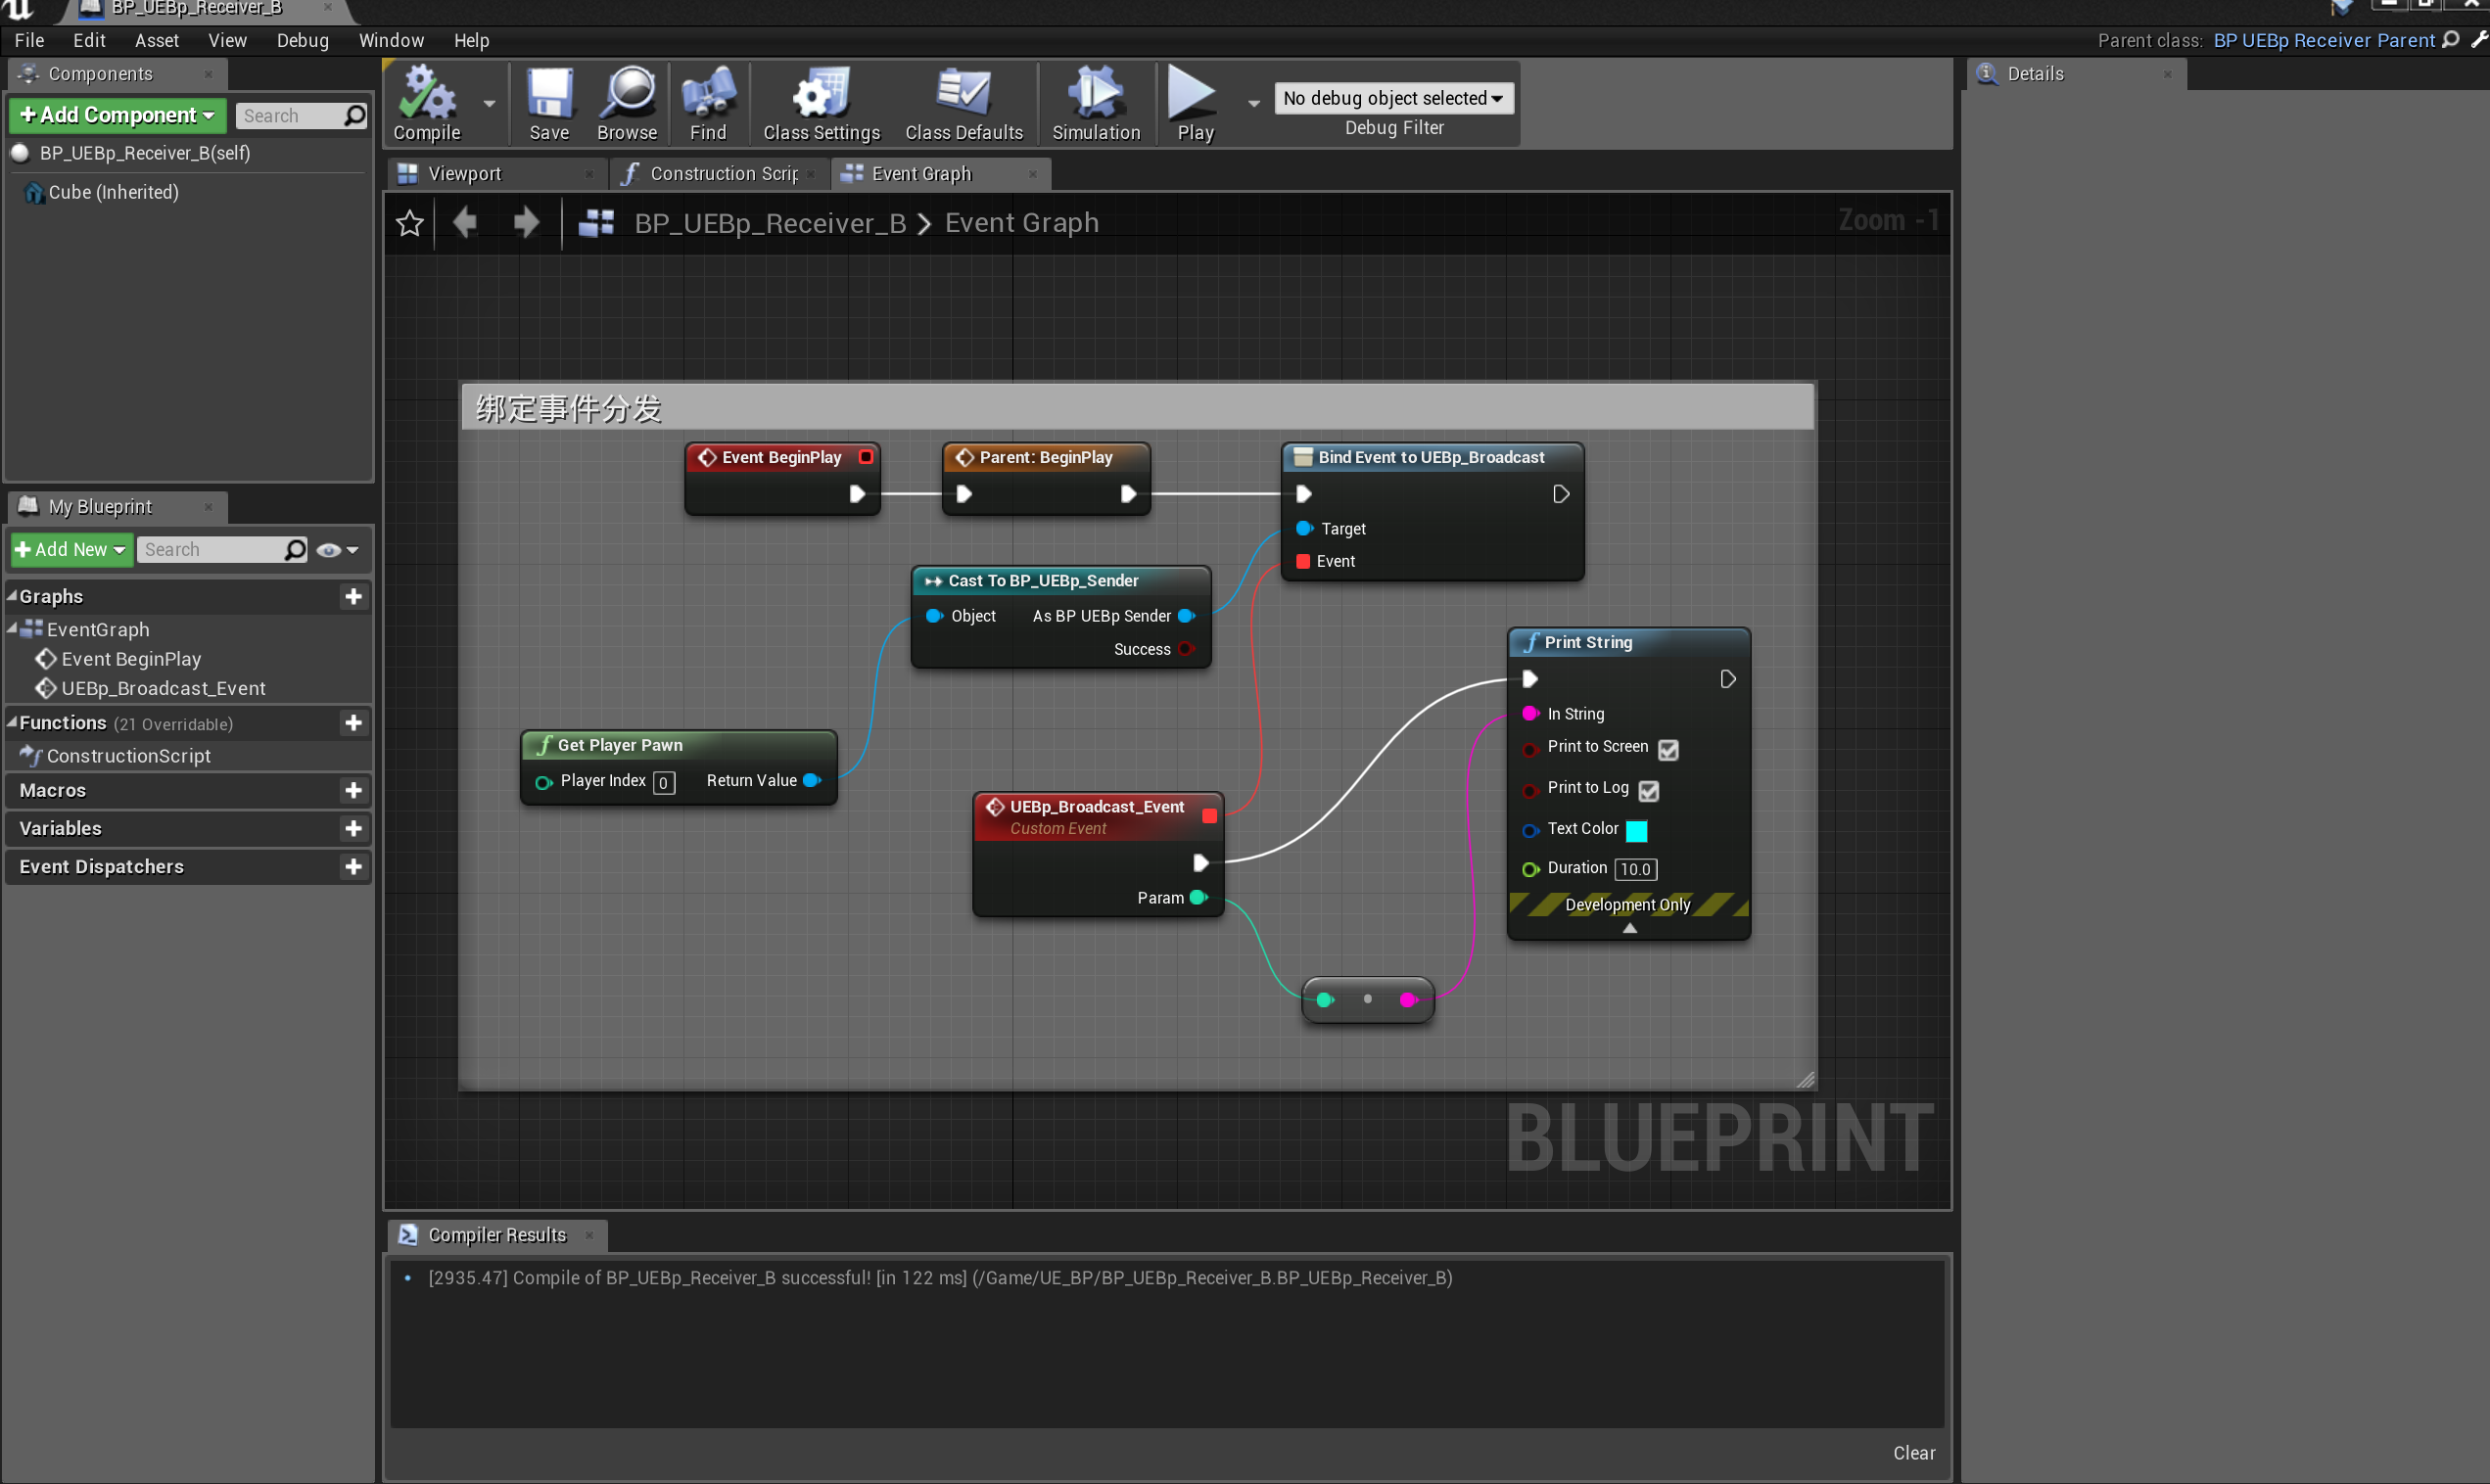 BP_UEBp_Receiver_B
File Edit Asset View Debug Window Help
Parent class: BP UEBp Receiver Parent
Components
Add Component
Search
BP_UEBp_Receiver_B(self)
Cube (Inherited)
My Blueprint
Add New
Search
Graphs
EventGraph
Event BeginPlay
UEBp_Broadcast_Event
Functions (21 Overridable)
ConstructionScript
Macros
Variables
Event Dispatchers
Compile
Save
Browse
Find
Class Settings
Class Defaults
Simulation
Play
No debug object selected
Debug Filter
Viewport
Construction Scrip
Event Graph
BP_UEBp_Receiver_B > Event Graph
Zoom -1
绑定事件分发
Event BeginPlay
Parent: BeginPlay
Bind Event to UEBp_Broadcast
Target
Event
Cast To BP_UEBp_Sender
Object As BP UEBp Sender
Success
Get Player Pawn
Player Index 0 Return Value
UEBp_Broadcast_Event
Custom Event
Param
Print String
In String
Print to Screen
Print to Log
Text Color
Duration 10.0
Development Only
BLUEPRINT
Compiler Results
[2935.47] Compile of BP_UEBp_Receiver_B successful! [in 122 ms] (/Game/UE_BP/BP_UEBp_Receiver_B.BP_UEBp_Receiver_B)
Clear
Details